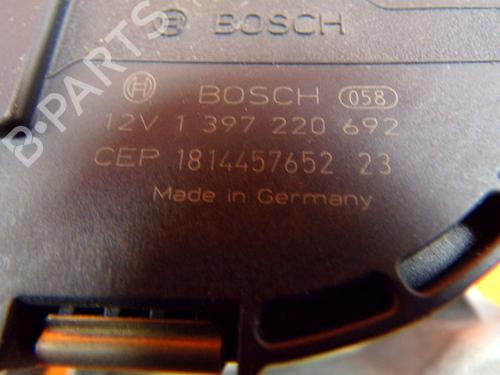 B-PARTS
BOSCH
BOSCH 058
12V 1 397 220 692
CEP 1814457652 23
Made in Germany